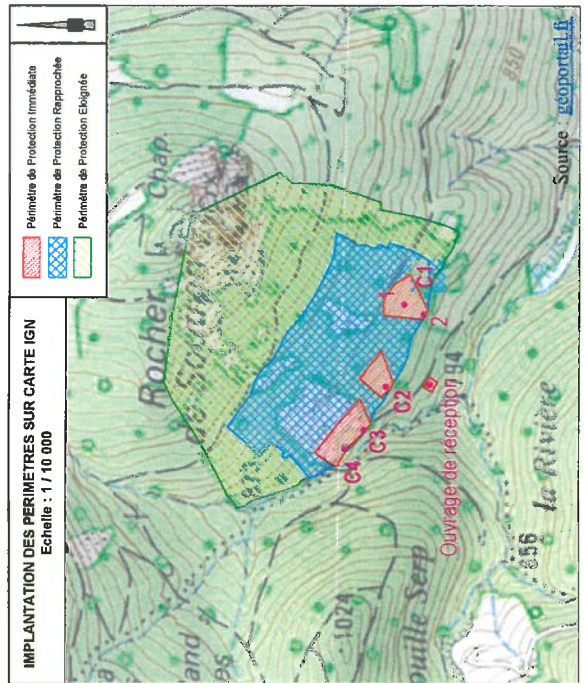 IMPLANTATION DES PERIMETRES SUR CARTE IGN
Echelle : 1 / 10 000
Périmètre de Protection Immédiate
Périmètre de Protection Rapprochée
Périmètre de Protection Eloignée
Rocher
Chap.
850
C1
1
2
C2
C3
C4
Ouvrage de réception
94
1024
856
la Rivière
Source : géoportail.fr